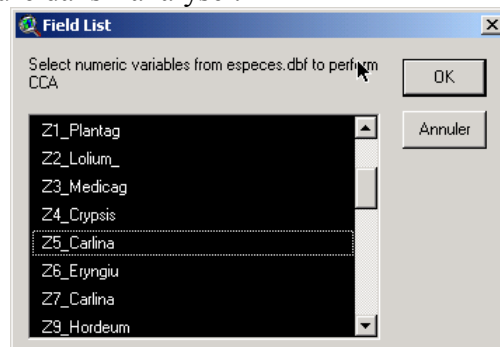 Field List
Select numeric variables from especes.dbf to perform
CCA
OK
Annuler
Z1_Plantag
Z2_Lolium_
Z3_Medicag
Z4_Crypsis
Z5_Carlina
Z6_Eryngiu
Z7_Carlina
Z9_Hordeum